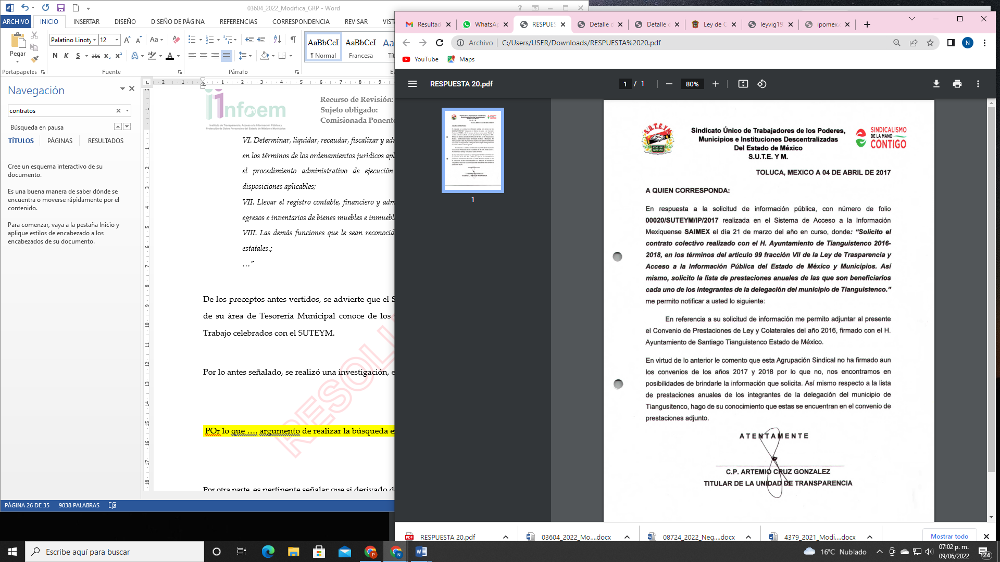 03604_2022_Modifica_GRP - Word
ARCHIVO INICIO INSERTAR DISEÑO DISEÑO DE PÁGINA REFERENCIAS CORRESPONDENCIA REVISAR VIST
Pegar
Palatino Linoty 12
Aa
N K S abc x₂ x²
AaBbCcI AaBbCcI Aa
¶ Normal Francesa Tít
Portapapeles Fuente Párrafo Es
Navegación
contratos
Búsqueda en pausa
TÍTULOS PÁGINAS RESULTADOS
Cree un esquema interactivo de su
documento.
Es una buena manera de saber dónde se
encuentra o moverse rápidamente por el
contenido.
Para comenzar, vaya a la pestaña Inicio y
aplique estilos de encabezado a los
encabezados de su documento.
2 1 1 2 3 4 5 6 7 8 9
infoem
Instituto de Transparencia, Acceso a la Información Pública y
Protección de Datos Personales del Estado de México y Municipios
Recurso de Revisión:
Sujeto obligado:
Comisionada Ponente
VI. Determinar, liquidar, recaudar, fiscalizar y adm
en los términos de los ordenamientos jurídicos apl
el procedimiento administrativo de ejecución
disposiciones aplicables;
VII. Llevar el registro contable, financiero y adm
egresos e inventarios de bienes muebles e inmuebl
VIII. Las demás funciones que le sean reconocid
estatales.;
…"
De los preceptos antes vertidos, se advierte que el S
de su área de Tesorería Municipal conoce de los
Trabajo celebrados con el SUTEYM.
Por lo antes señalado, se realizó una investigación, e
POr lo que …. argumento de realizar la búsqueda e
Por otra parte, es pertinente señalar que si derivado d
RESOLU
PÁGINA 26 DE 35 9038 PALABRAS
Resultad WhatsAp RESPUES Detalle d Detalle d Ley de C leyvig19 ipomex.
Archivo C:/Users/USER/Downloads/RESPUESTA%2020.pdf
N
YouTube Maps
RESPUESTA 20.pdf 1 / 1 80%
1
S.U.T.E.Y.M.
EDO. DE
MÉXICO
Sindicato Único de Trabajadores de los Poderes,
Municipios e Instituciones Descentralizadas
Del Estado de México
S.U.T.E. Y M.
SINDICALISMO
DE LA MANO
CONTIGO
TOLUCA, MEXICO A 04 DE ABRIL DE 2017
A QUIEN CORRESPONDA:
En respuesta a la solicitud de información pública, con número de folio
00020/SUTEYM/IP/2017 realizada en el Sistema de Acceso a la Información
Mexiquense SAIMEX el día 21 de marzo del año en curso, donde: “Solicito el
contrato colectivo realizado con el H. Ayuntamiento de Tianguistenco 2016-
2018, en los términos del artículo 99 fracción VII de la Ley de Trasparencia y
Acceso a la Información Pública del Estado de México y Municipios. Así
mismo, solicito la lista de prestaciones anuales de las que son beneficiarios
cada uno de los integrantes de la delegación del municipio de Tianguistenco.”
me permito notificar a usted lo siguiente:
En referencia a su solicitud de información me permito adjuntar al presente
el Convenio de Prestaciones de Ley y Colaterales del año 2016, firmado con el H.
Ayuntamiento de Santiago Tianguistenco Estado de México.
En virtud de lo anterior le comento que esta Agrupación Sindical no ha firmado aun
los convenios de los años 2017 y 2018 por lo que no, nos encontramos en
posibilidades de brindarle la información que solicita. Así mismo respecto a la lista
de prestaciones anuales de los integrantes de la delegación del municipio de
Tiangusitenco, hago de su conocimiento que estas se encuentran en el convenio de
prestaciones adjunto.
A T E N T A M E N T E
C.P. ARTEMIO CRUZ GONZALEZ
TITULAR DE LA UNIDAD DE TRANSPARENCIA
RESPUESTA 20.pdf 03604_2022_Mo....docx 08724_2022_Neg....docx 4379_2021_Modi....docx Mostrar todo
Escribe aquí para buscar
16°C Nublado
07:02 p. m.
09/06/2022
24